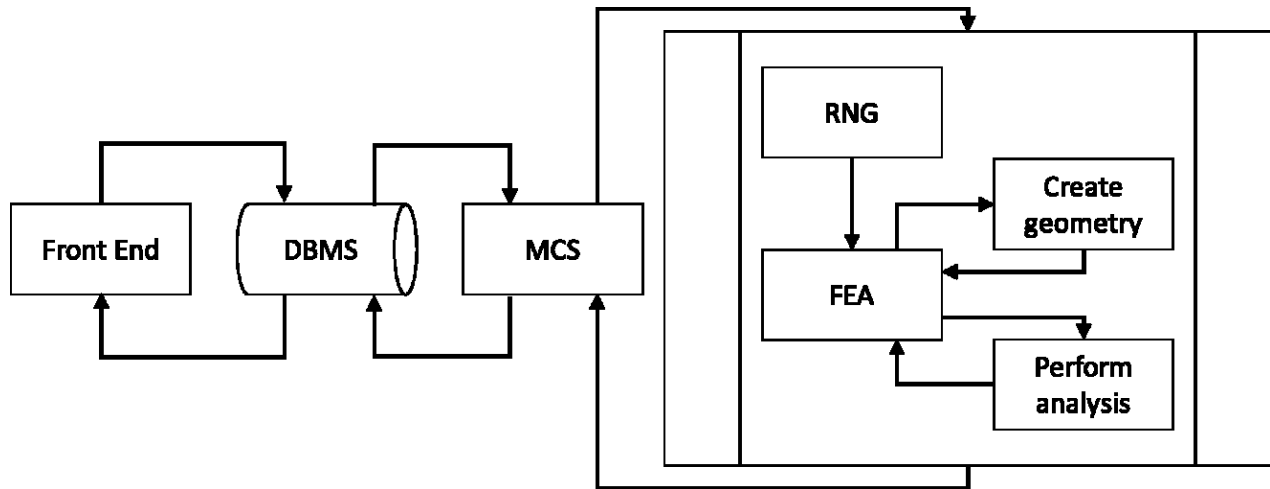 Front End
DBMS
MCS
RNG
FEA
Create
geometry
Perform
analysis